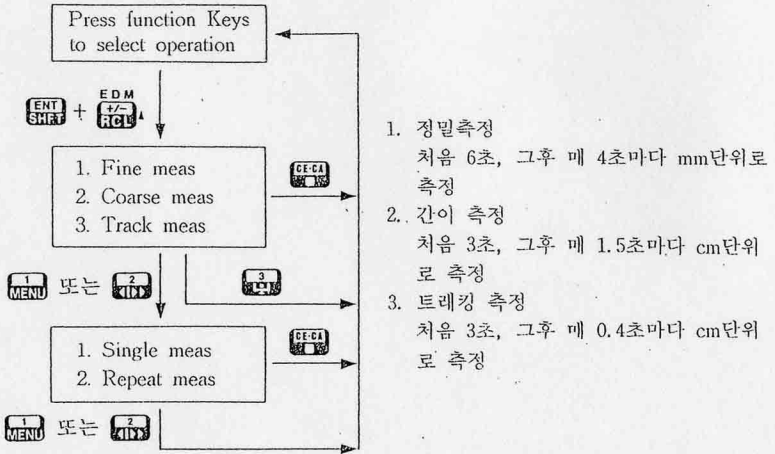 Press function Keys
to select operation
EDM
ENT
SHFT
+
+/-
RCL
1. Fine meas
2. Coarse meas
3. Track meas
CE·CA
1
MENU
또는
2
3
1. Single meas
2. Repeat meas
CE·CA
1
MENU
또는
2
1. 정밀측정
처음 6초, 그후 매 4초마다 mm단위로
측정
2. 간이 측정
처음 3초, 그후 매 1.5초마다 cm단위
로 측정
3. 트레킹 측정
처음 3초, 그후 매 0.4초마다 cm단위
로 측정